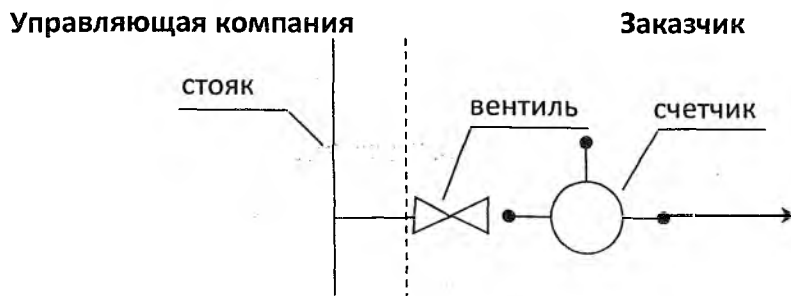 Управляющая компания
Заказчик
стояк
вентиль
счетчик